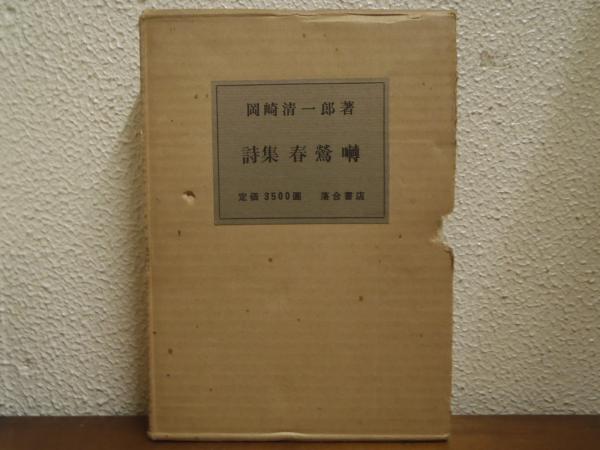 岡崎清一郎著
詩集 春鶯囀
定価 3500圓 落合書店